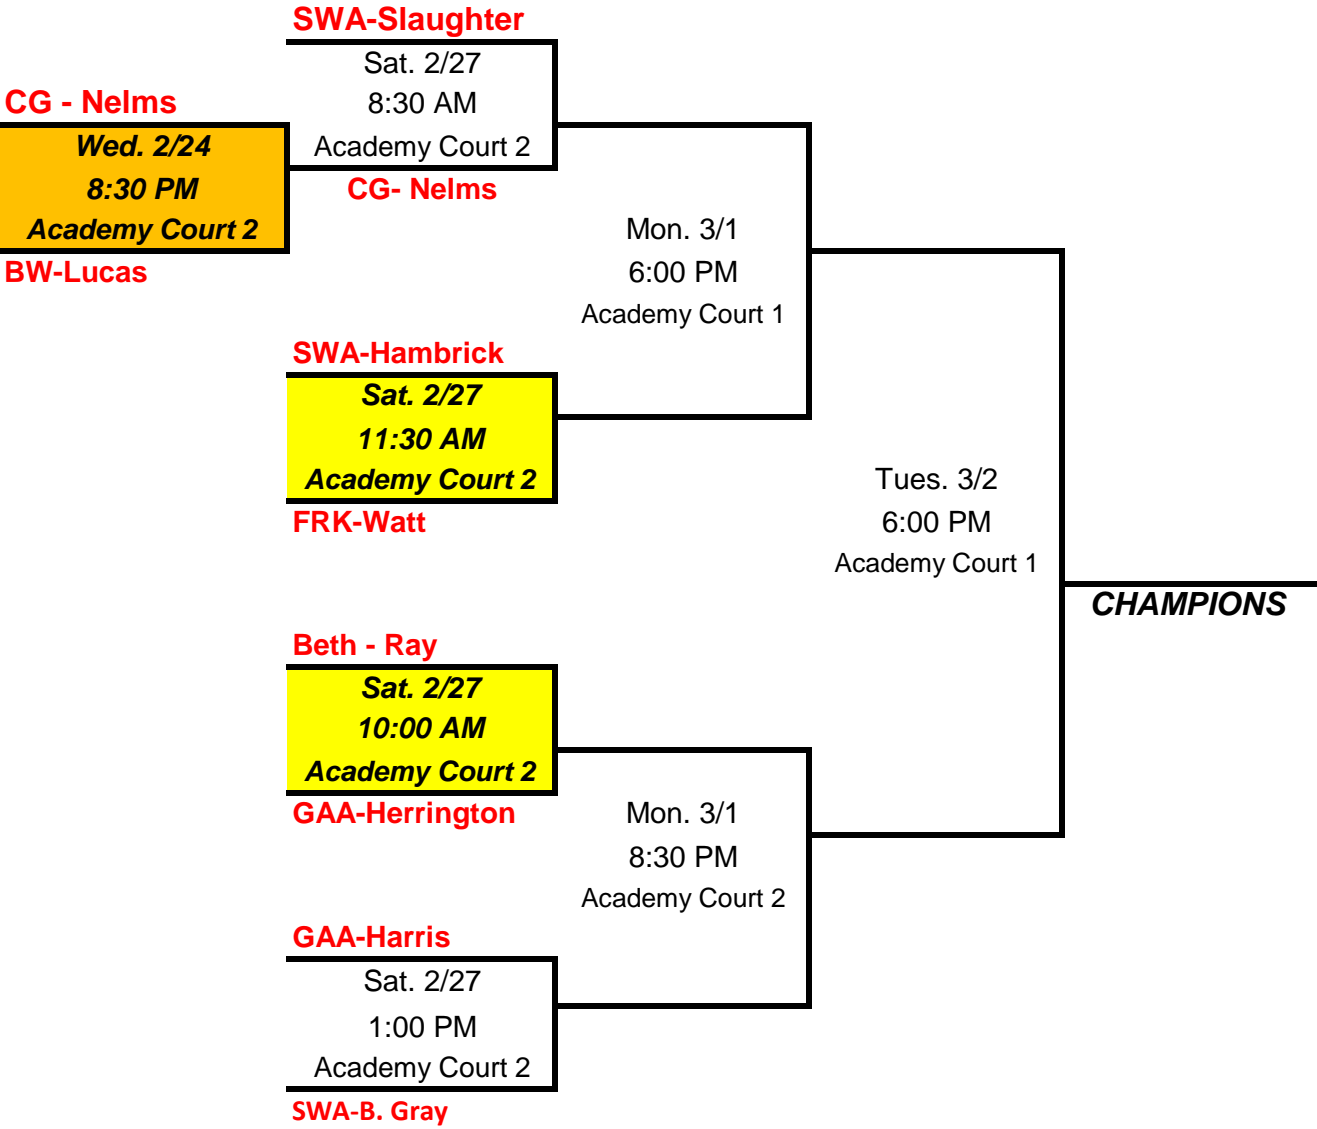 SWA-Slaughter
Sat. 2/27
8:30 AM
Academy Court 2
CG- Nelms
CG - Nelms
Wed. 2/24
8:30 PM
Academy Court 2
BW-Lucas
Mon. 3/1
6:00 PM
Academy Court 1
SWA-Hambrick
Sat. 2/27
11:30 AM
Academy Court 2
FRK-Watt
Tues. 3/2
6:00 PM
Academy Court 1
CHAMPIONS
Beth - Ray
Sat. 2/27
10:00 AM
Academy Court 2
GAA-Herrington
Mon. 3/1
8:30 PM
Academy Court 2
GAA-Harris
Sat. 2/27
1:00 PM
Academy Court 2
SWA-B. Gray